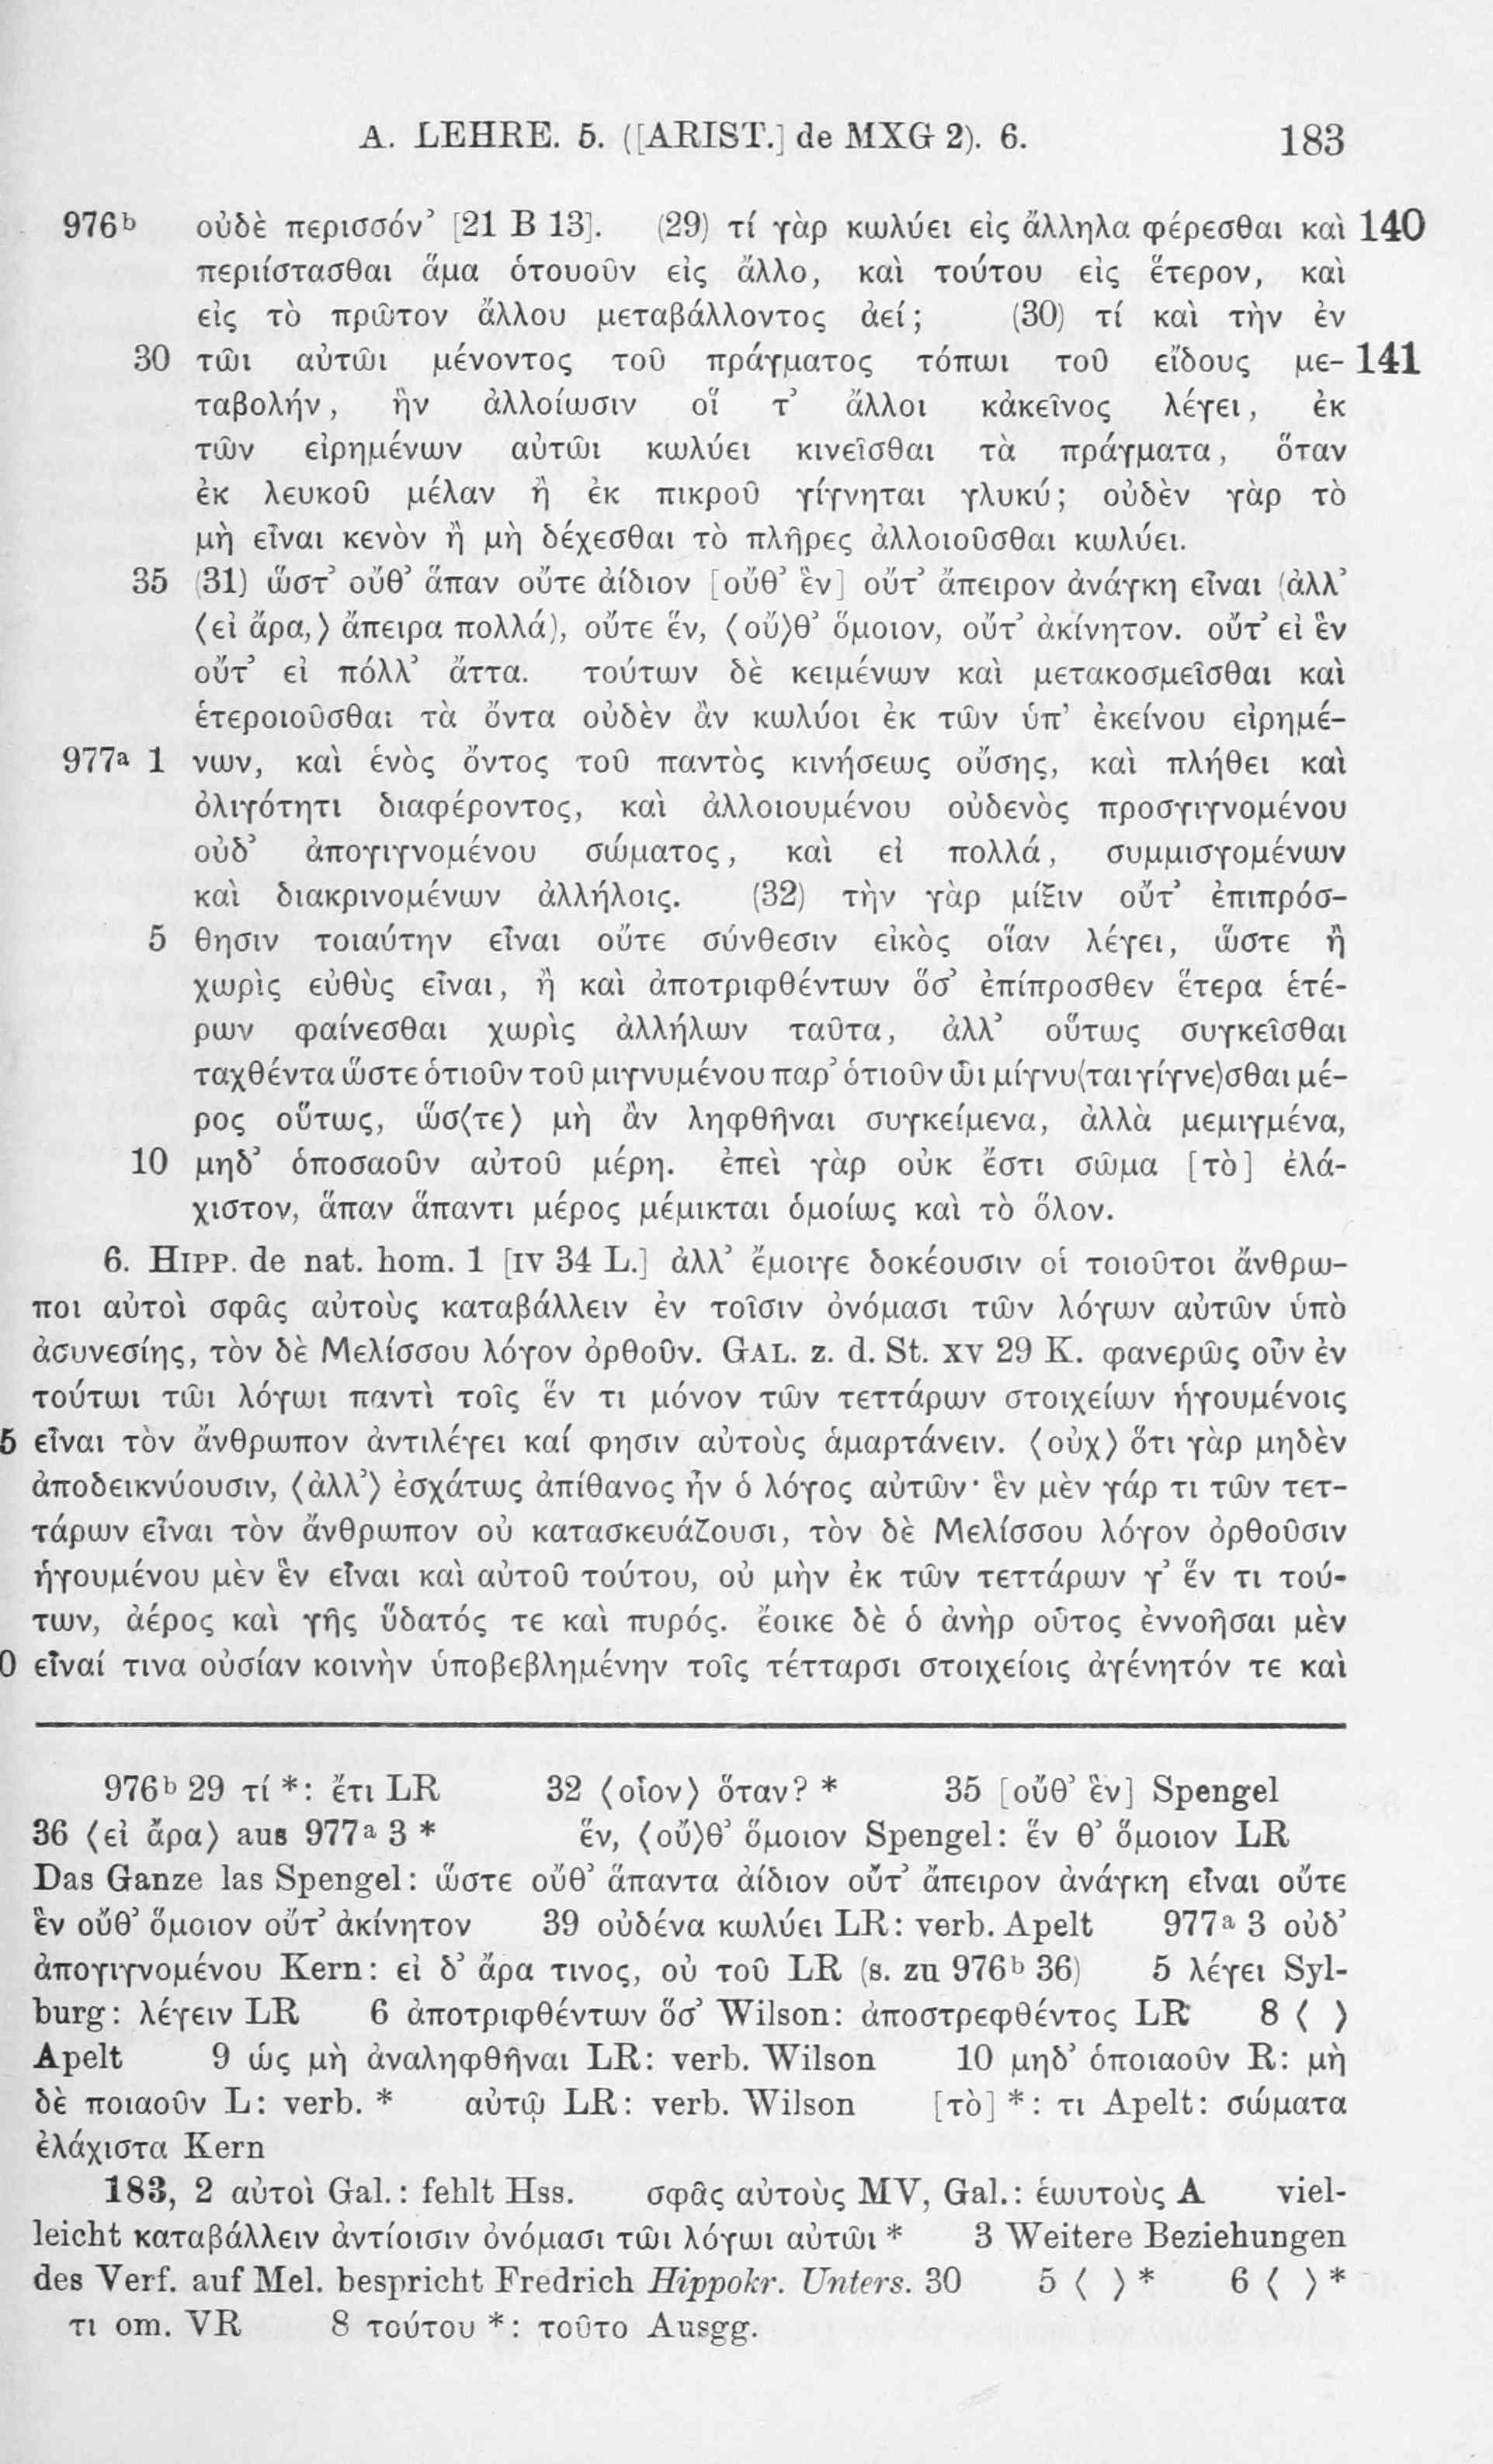 A. LEHRE. 5. ([ARIST.] de MXG 2). 6. 183
976ᵇ οὐδὲ περισσόν’ [21 B 13]. (29) τί γὰρ κωλύει εἰς ἄλληλα φέρεσθαι καὶ 140
περιίστασθαι ἅμα ὁτουοῦν εἰς ἄλλο, καὶ τούτου εἰς ἕτερον, καὶ
εἰς τὸ πρῶτον ἄλλου μεταβάλλοντος ἀεί; (30) τί καὶ τὴν ἐν
30 τῶι αὐτῶι μένοντος τοῦ πράγματος τόπωι τοῦ εἴδους με- 141
ταβολήν, ἣν ἀλλοίωσιν οἵ τ’ ἄλλοι κἀκεῖνος λέγει, ἐκ
τῶν εἰρημένων αὐτῶι κωλύει κινεῖσθαι τὰ πράγματα, ὅταν
ἐκ λευκοῦ μέλαν ἢ ἐκ πικροῦ γίγνηται γλυκύ; οὐδὲν γὰρ τὸ
μὴ εἶναι κενὸν ἢ μὴ δέχεσθαι τὸ πλῆρες ἀλλοιοῦσθαι κωλύει.
35 (31) ὥστ’ οὔθ’ ἅπαν οὔτε ἀίδιον [οὔθ’ ἓν] οὔτ’ ἄπειρον ἀνάγκη εἶναι (ἀλλ’
⟨εἰ ἄρα,⟩ ἄπειρα πολλά), οὔτε ἕν, ⟨οὔ⟩θ’ ὅμοιον, οὔτ’ ἀκίνητον. οὔτ’ εἰ ἓν
οὔτ’ εἰ πόλλ’ ἄττα. τούτων δὲ κειμένων καὶ μετακοσμεῖσθαι καὶ
ἑτεροιοῦσθαι τὰ ὄντα οὐδὲν ἂν κωλύοι ἐκ τῶν ὑπ’ ἐκείνου εἰρημέ-
977ᵃ 1 νων, καὶ ἑνὸς ὄντος τοῦ παντὸς κινήσεως οὔσης, καὶ πλήθει καὶ
ὀλιγότητι διαφέροντος, καὶ ἀλλοιουμένου οὐδενὸς προσγιγνομένου
οὐδ’ ἀπογιγνομένου σώματος, καὶ εἰ πολλά, συμμισγομένων
καὶ διακρινομένων ἀλλήλοις. (32) τὴν γὰρ μίξιν οὔτ’ ἐπιπρόσ-
5 θησιν τοιαύτην εἶναι οὔτε σύνθεσιν εἰκὸς οἵαν λέγει, ὥστε ἢ
χωρὶς εὐθὺς εἶναι, ἢ καὶ ἀποτριφθέντων ὅσ’ ἐπίπροσθεν ἕτερα ἑτέ-
ρων φαίνεσθαι χωρὶς ἀλλήλων ταῦτα, ἀλλ’ οὕτως συγκεῖσθαι
ταχθέντα ὥστε ὁτιοῦν τοῦ μιγνυμένου παρ’ ὁτιοῦν ὧι μίγνυ⟨ται γίγνε⟩σθαι μέ-
ρος οὕτως, ὥσ⟨τε⟩ μὴ ἂν ληφθῆναι συγκείμενα, ἀλλὰ μεμιγμένα,
10 μηδ’ ὁποσαοῦν αὐτοῦ μέρη. ἐπεὶ γὰρ οὐκ ἔστι σῶμα [τὸ] ἐλά-
χιστον, ἅπαν ἅπαντι μέρος μέμικται ὁμοίως καὶ τὸ ὅλον.
6. HIPP. de nat. hom. 1 [IV 34 L.] ἀλλ’ ἔμοιγε δοκέουσιν οἱ τοιοῦτοι ἄνθρω-
ποι αὐτοὶ σφᾶς αὐτοὺς καταβάλλειν ἐν τοῖσιν ὀνόμασι τῶν λόγων αὐτῶν ὑπὸ
ἀσυνεσίης, τὸν δὲ Μελίσσου λόγον ὀρθοῦν. GAL. z. d. St. XV 29 K. φανερῶς οὖν ἐν
τούτωι τῶι λόγωι παντὶ τοῖς ἕν τι μόνον τῶν τεττάρων στοιχείων ἡγουμένοις
5 εἶναι τὸν ἄνθρωπον ἀντιλέγει καί φησιν αὐτοὺς ἁμαρτάνειν. ⟨οὐχ⟩ ὅτι γὰρ μηδὲν
ἀποδεικνύουσιν, ⟨ἀλλ’⟩ ἐσχάτως ἀπίθανος ἦν ὁ λόγος αὐτῶν· ἓν μὲν γάρ τι τῶν τετ-
τάρων εἶναι τὸν ἄνθρωπον οὐ κατασκευάζουσι, τὸν δὲ Μελίσσου λόγον ὀρθοῦσιν
ἡγουμένου μὲν ἓν εἶναι καὶ αὐτοῦ τούτου, οὐ μὴν ἐκ τῶν τεττάρων γ’ ἕν τι τού-
των, ἀέρος καὶ γῆς ὕδατός τε καὶ πυρός. ἔοικε δὲ ὁ ἀνὴρ οὗτος ἐννοῆσαι μὲν
0 εἶναί τινα οὐσίαν κοινὴν ὑποβεβλημένην τοῖς τέτταρσι στοιχείοις ἀγένητόν τε καὶ
976ᵇ 29 τί *: ἔτι LR 32 ⟨οἷον⟩ ὅταν? * 35 [οὔθ’ ἓν] Spengel
36 ⟨εἰ ἄρα⟩ aus 977ᵃ 3 * ἕν, ⟨οὔ⟩θ’ ὅμοιον Spengel: ἕν θ’ ὅμοιον LR
Das Ganze las Spengel: ὥστε οὔθ’ ἅπαντα ἀίδιον οὔτ’ ἄπειρον ἀνάγκη εἶναι οὔτε
ἓν οὔθ’ ὅμοιον οὔτ’ ἀκίνητον 39 οὐδένα κωλύει LR: verb. Apelt 977ᵃ 3 οὐδ’
ἀπογιγνομένου Kern: εἰ δ’ ἄρα τινος, οὐ τοῦ LR (s. zu 976ᵇ 36) 5 λέγει Syl-
burg: λέγειν LR 6 ἀποτριφθέντων ὅσ’ Wilson: ἀποστρεφθέντος LR 8 ⟨ ⟩
Apelt 9 ὡς μὴ ἀναληφθῆναι LR: verb. Wilson 10 μηδ’ ὁποιαοῦν R: μὴ
δὲ ποιαοῦν L: verb. * αὐτῷ LR: verb. Wilson [τὸ] *: τι Apelt: σώματα
ἐλάχιστα Kern
183, 2 αὐτοὶ Gal.: fehlt Hss. σφᾶς αὐτοὺς MV, Gal.: ἑωυτοὺς A viel-
leicht καταβάλλειν ἀντίοισιν ὀνόμασι τῶι λόγωι αὐτῶι * 3 Weitere Beziehungen
des Verf. auf Mel. bespricht Fredrich Hippokr. Unters. 30 5 ⟨ ⟩ * 6 ⟨ ⟩ *
τι om. VR 8 τούτου *: τοῦτο Ausgg.